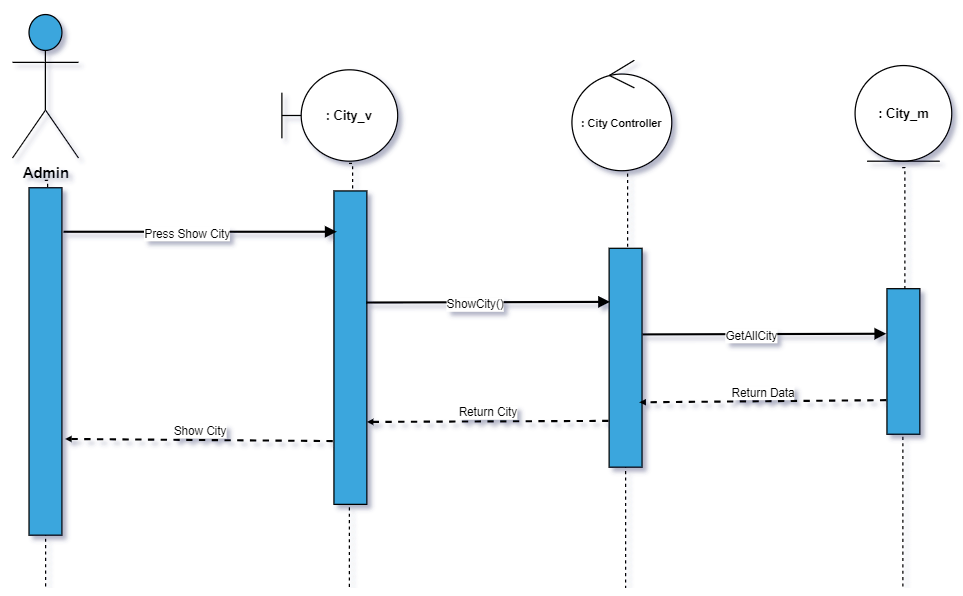 : City_v
: City Controller
: City_m
Admin
Press Show City
ShowCity()
GetAllCity
Return Data
Return City
Show City